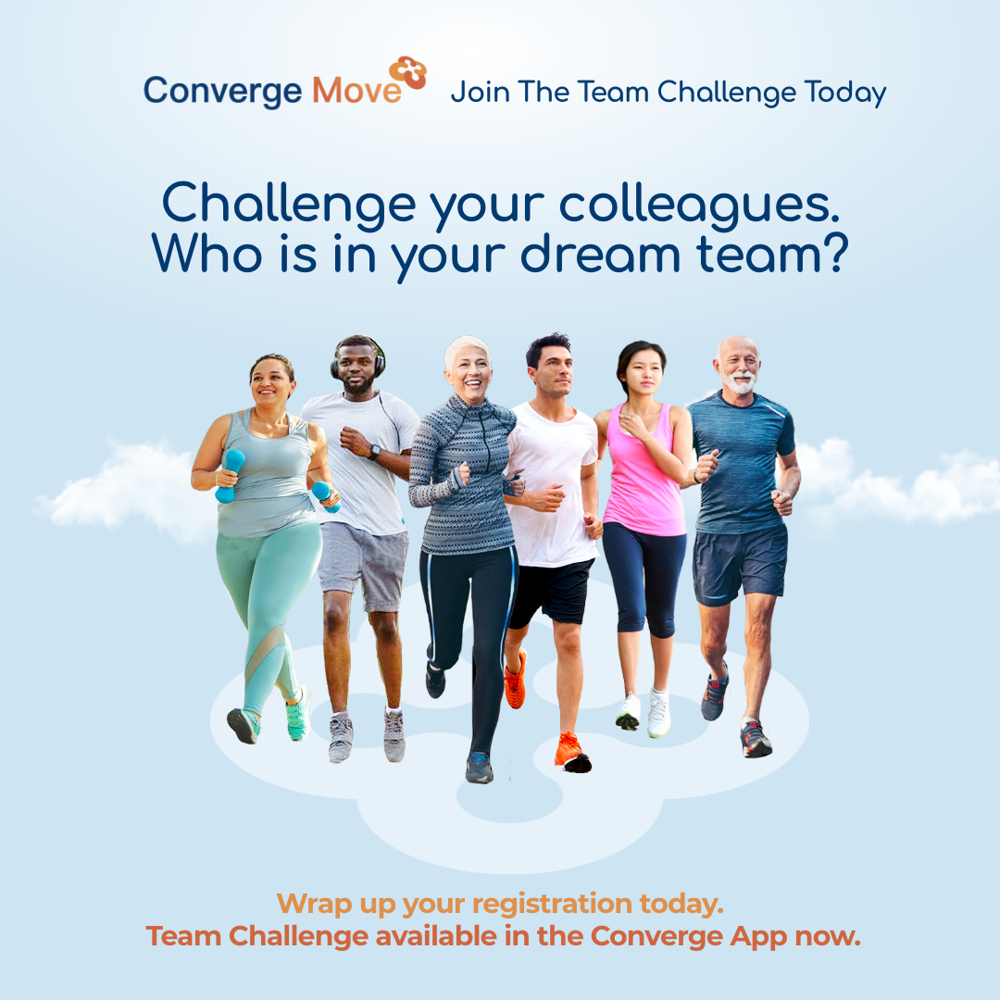 Converge Move
Join The Team Challenge Today
Challenge your colleagues.
Who is in your dream team?
Wrap up your registration today.
Team Challenge available in the Converge App now.